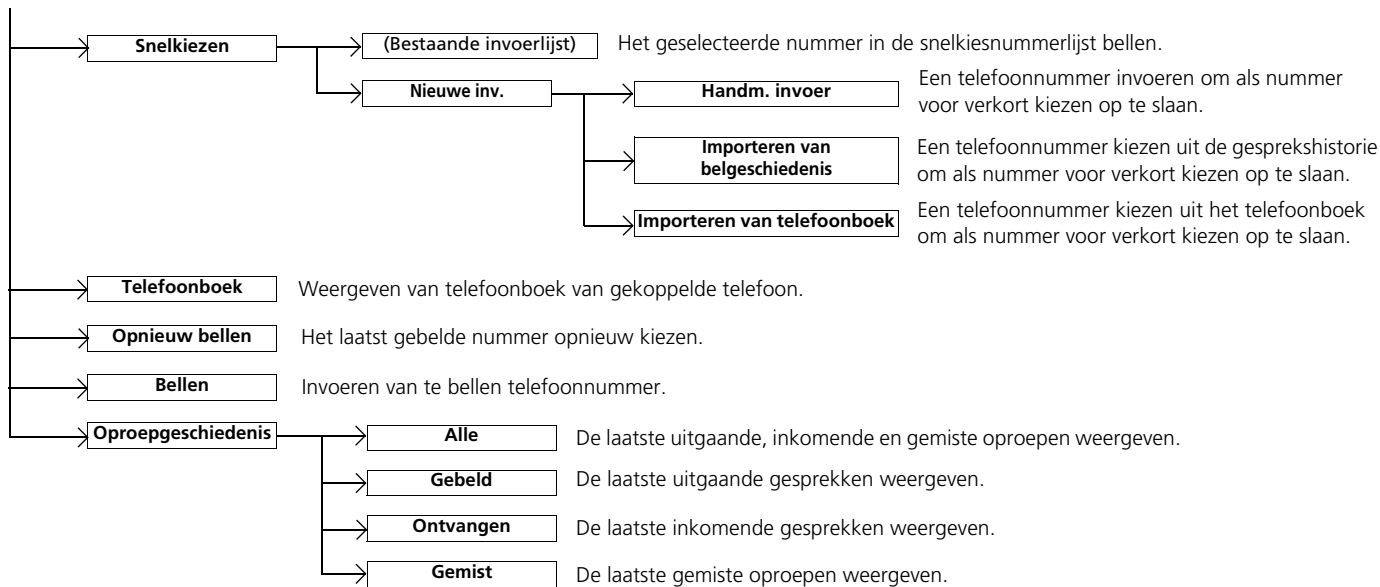 Snelkiezen
(Bestaande invoerlijst)
Het geselecteerde nummer in de snelkiesnummerlijst bellen.
Nieuwe inv.
Handm. invoer
Een telefoonnummer invoeren om als nummer
voor verkort kiezen op te slaan.
Importeren van
belgeschiedenis
Een telefoonnummer kiezen uit de gesprekshistorie
om als nummer voor verkort kiezen op te slaan.
Importeren van telefoonboek
Een telefoonnummer kiezen uit het telefoonboek
om als nummer voor verkort kiezen op te slaan.
Telefoonboek
Weergeven van telefoonboek van gekoppelde telefoon.
Opnieuw bellen
Het laatst gebelde nummer opnieuw kiezen.
Bellen
Invoeren van te bellen telefoonnummer.
Oproepgeschiedenis
Alle
De laatste uitgaande, inkomende en gemiste oproepen weergeven.
Gebeld
De laatste uitgaande gesprekken weergeven.
Ontvangen
De laatste inkomende gesprekken weergeven.
Gemist
De laatste gemiste oproepen weergeven.